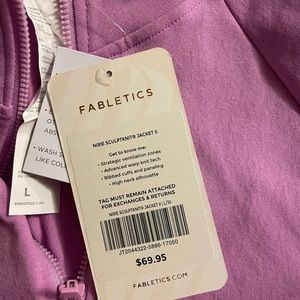 FABLETICS
NIXIE SCULPTKNIT® JACKET II
Get to know me:
• Strategic ventilation zones
• Advanced warp knit tech
• Ribbed cuffs and paneling
• High neck silhouette
TAG MUST REMAIN ATTACHED
FOR EXCHANGES & RETURNS
NIXIE SCULPTKNIT® JACKET II / L/10
JT2044322-5886-17050
$69.95
FABLETICS.COM
• WASH
LIKE COL
L
FABLETICS.COM